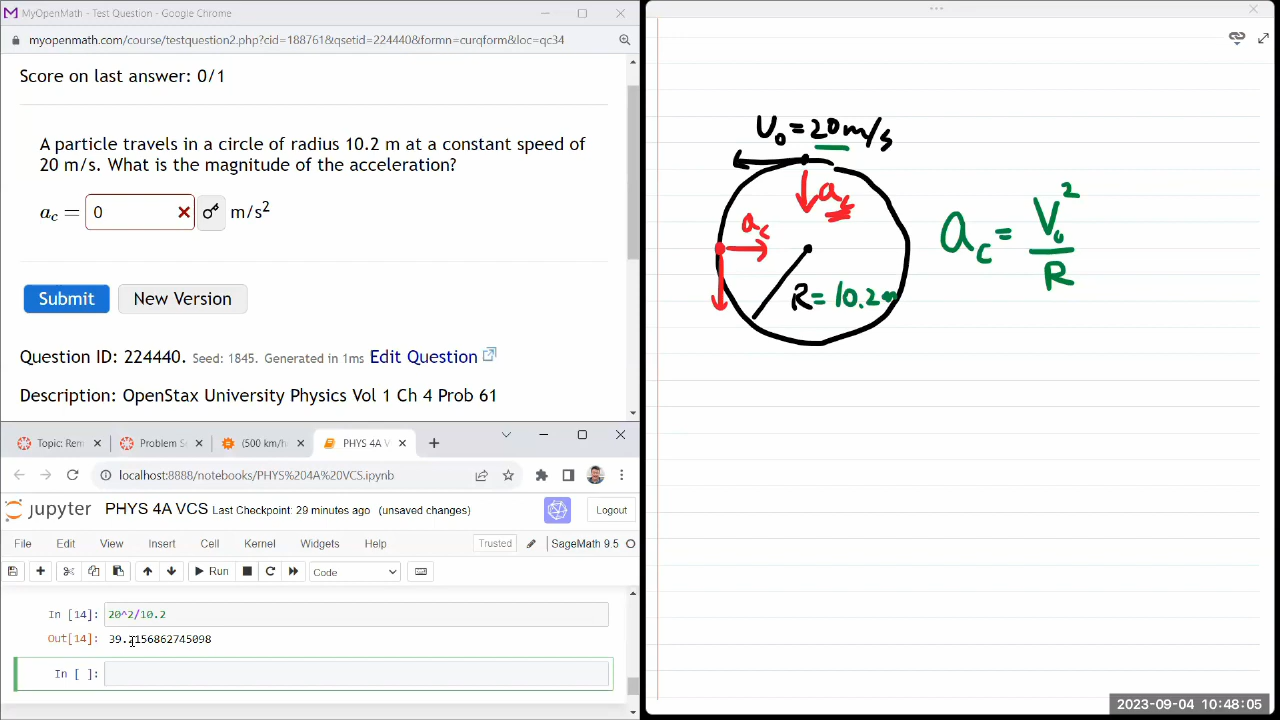 MyOpenMath - Test Question - Google Chrome
myopenmath.com/course/testquestion2.php?cid=188761&qsetid=224440&formn=curqform&loc=qc34
Score on last answer: 0/1
A particle travels in a circle of radius 10.2 m at a constant speed of
20 m/s. What is the magnitude of the acceleration?
a_c = 0 m/s²
Submit New Version
Question ID: 224440. Seed: 1845. Generated in 1ms Edit Question
Description: OpenStax University Physics Vol 1 Ch 4 Prob 61
Topic: Rem Problem Se (500 km/h PHYS 4A V
localhost:8888/notebooks/PHYS%204A%20VCS.ipynb
jupyter PHYS 4A VCS Last Checkpoint: 29 minutes ago (unsaved changes) Logout
File Edit View Insert Cell Kernel Widgets Help Trusted SageMath 9.5
Run Code
In [14]: 20^2/10.2
Out[14]: 39.2156862745098
In [ ]:
V₀ = 20 m/s
a_c
a_c
R = 10.2 m
a_c = V₀² / R
2023-09-04 10:48:05